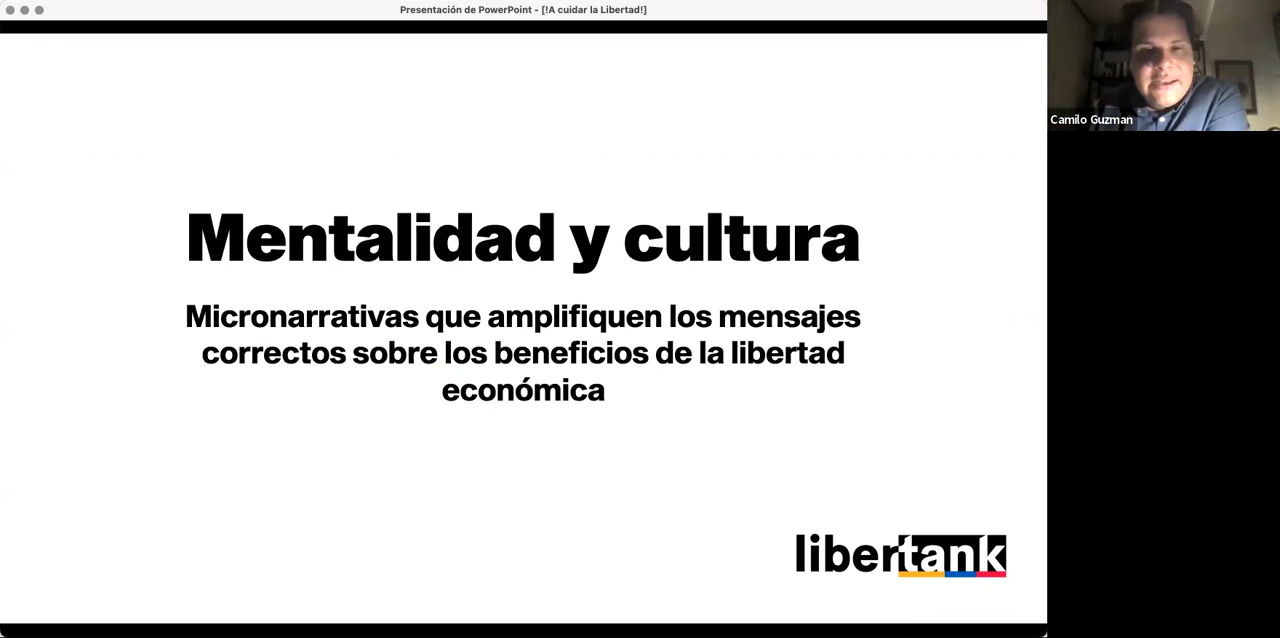 Presentación de PowerPoint - [!A cuidar la Libertad!]
Camilo Guzman
Mentalidad y cultura
Micronarrativas que amplifiquen los mensajes
correctos sobre los beneficios de la libertad
económica
libertank